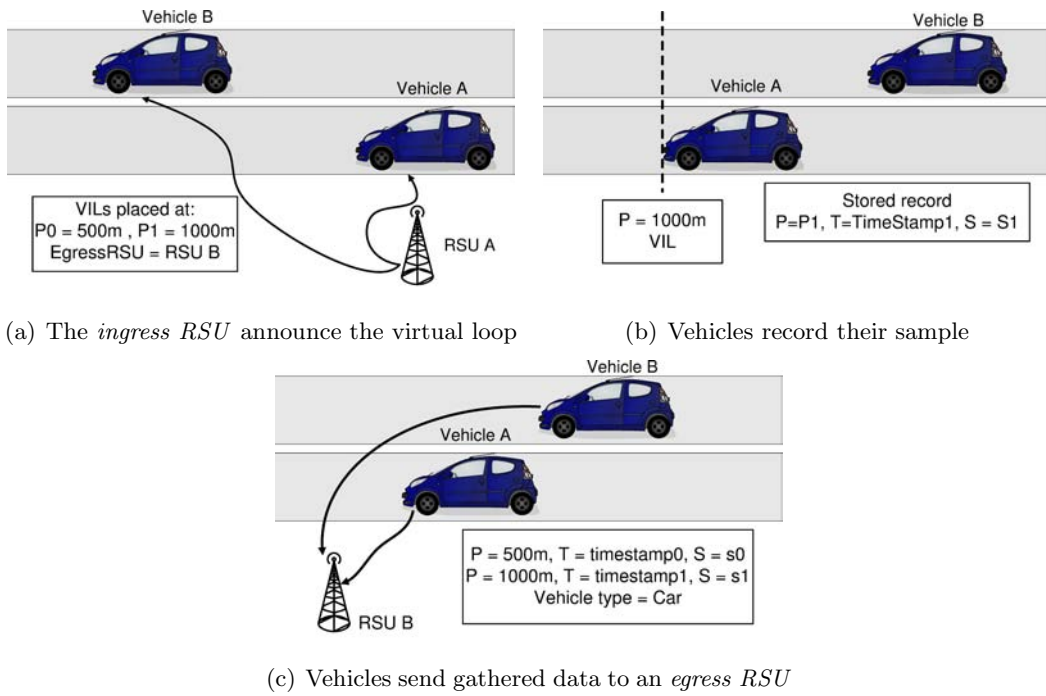 Vehicle B
Vehicle A
VILs placed at:
P0 = 500m , P1 = 1000m
EgressRSU = RSU B
RSU A
(a) The ingress RSU announce the virtual loop
Vehicle B
Vehicle A
P = 1000m
VIL
Stored record
P=P1, T=TimeStamp1, S = S1
(b) Vehicles record their sample
Vehicle B
Vehicle A
P = 500m, T = timestamp0, S = s0
P = 1000m, T = timestamp1, S = s1
Vehicle type = Car
RSU B
(c) Vehicles send gathered data to an egress RSU